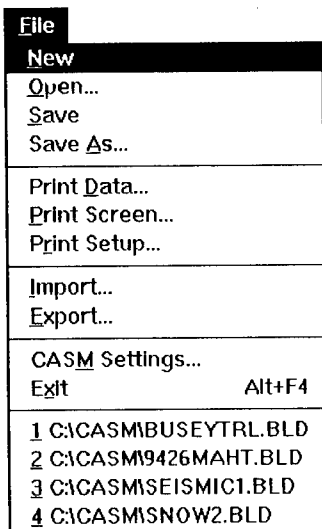 File
New
Open...
Save
Save As...
Print Data...
Print Screen...
Print Setup...
Import...
Export...
CASM Settings...
Exit Alt+F4
1 C:\CASM\BUSEYTRL.BLD
2 C:\CASM\9426MAHT.BLD
3 C:\CASM\SEISMIC1.BLD
4 C:\CASM\SNOW2.BLD